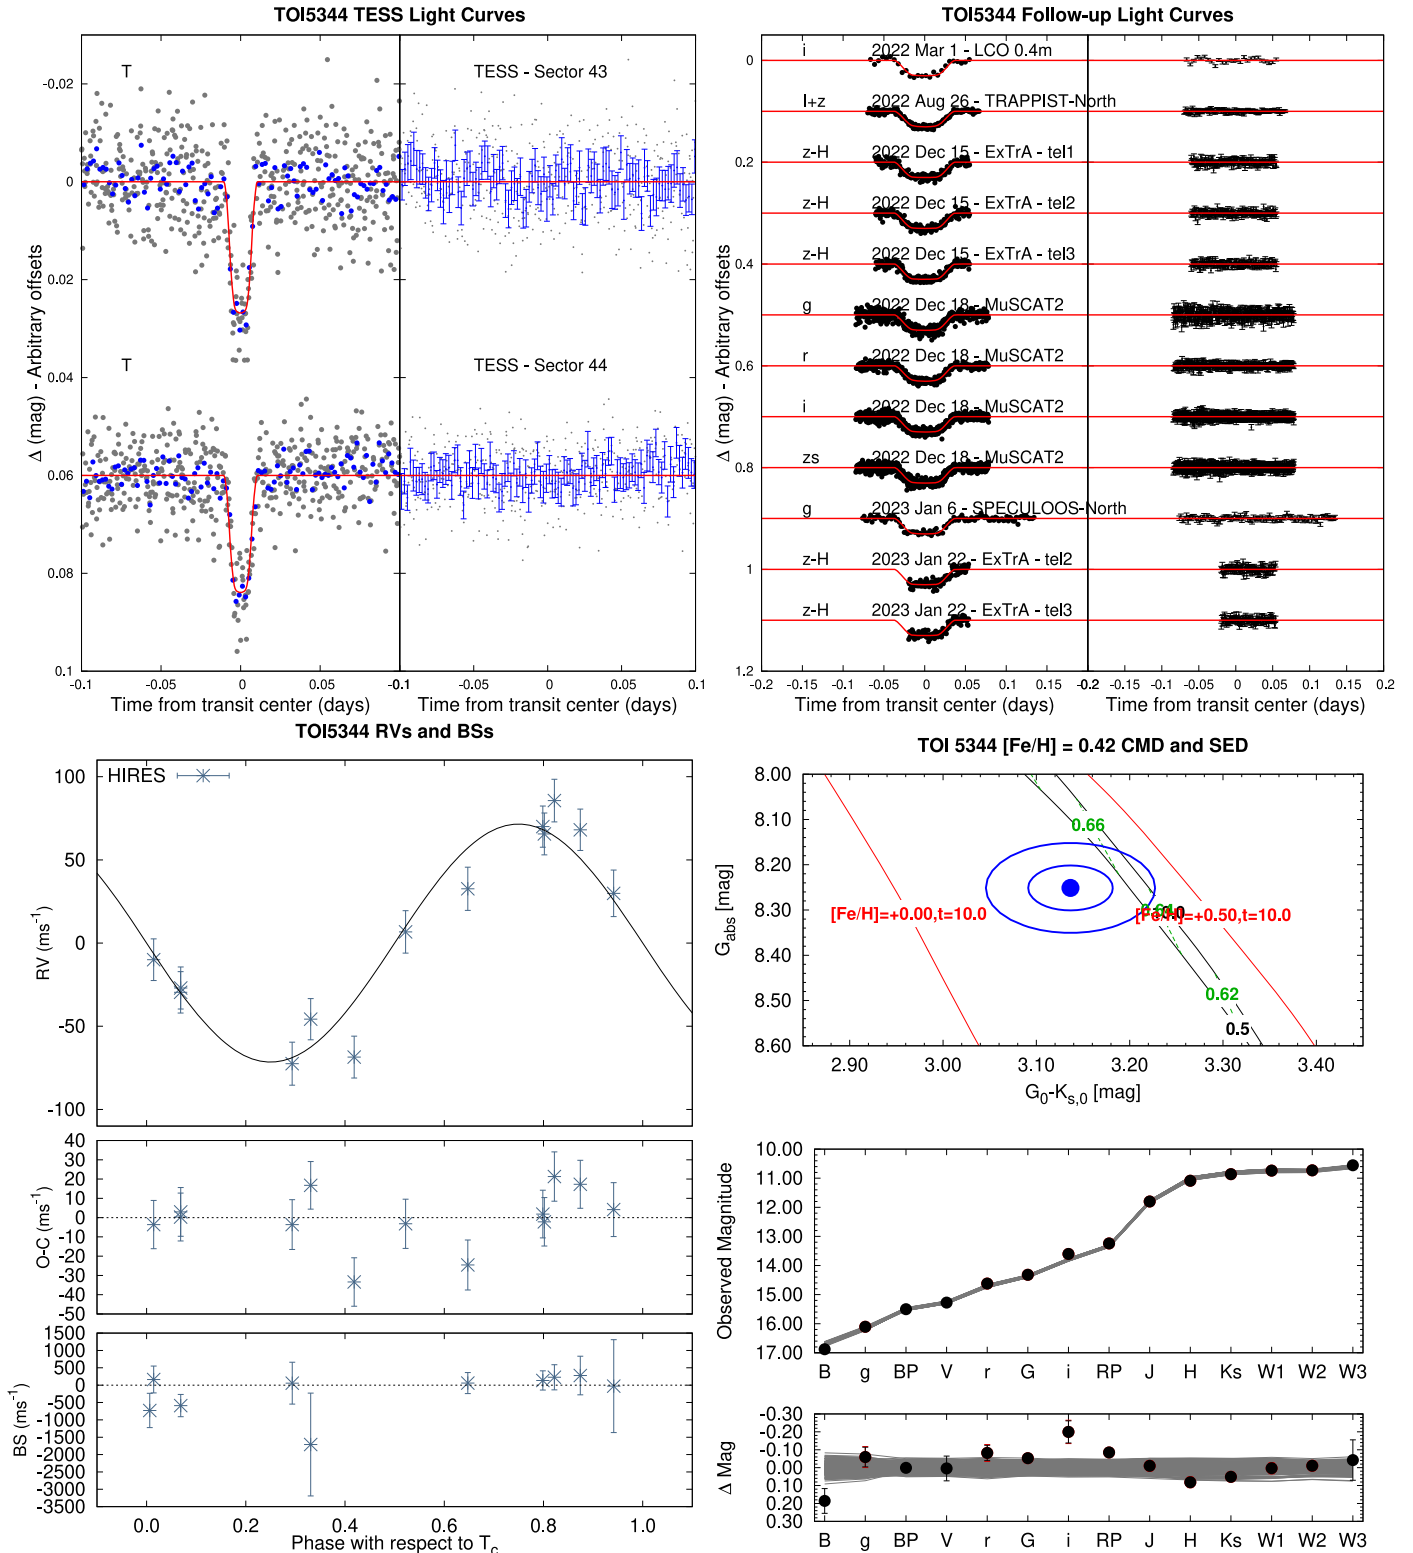 TOI5344 TESS Light Curves
T
TESS - Sector 43
T
TESS - Sector 44
Δ (mag) - Arbitrary offsets
-0.02
0
0.02
0.04
0.06
0.08
0.1
-0.1 -0.05 0 0.05 -0.1 -0.05 0 0.05 0.1
Time from transit center (days) Time from transit center (days)
TOI5344 Follow-up Light Curves
i 2022 Mar 1 - LCO 0.4m
I+z 2022 Aug 26 - TRAPPIST-North
z-H 2022 Dec 15 - ExTrA - tel1
z-H 2022 Dec 15 - ExTrA - tel2
z-H 2022 Dec 15 - ExTrA - tel3
g 2022 Dec 18 - MuSCAT2
r 2022 Dec 18 - MuSCAT2
i 2022 Dec 18 - MuSCAT2
zs 2022 Dec 18 - MuSCAT2
g 2023 Jan 6 - SPECULOOS-North
z-H 2023 Jan 22 - ExTrA - tel2
z-H 2023 Jan 22 - ExTrA - tel3
Δ (mag) - Arbitrary offsets
0
0.2
0.4
0.6
0.8
1
1.2
-0.2 -0.15 -0.1 -0.05 0 0.05 0.1 0.15 -0.2 -0.15 -0.1 -0.05 0 0.05 0.1 0.15 0.2
Time from transit center (days) Time from transit center (days)
TOI5344 RVs and BSs
HIRES
RV (ms⁻¹)
100
50
0
-50
-100
O-C (ms⁻¹)
40
30
20
10
0
-10
-20
-30
-40
-50
BS (ms⁻¹)
1500
1000
500
0
-500
-1000
-1500
-2000
-2500
-3000
-3500
0.0 0.2 0.4 0.6 0.8 1.0
Phase with respect to T_c
TOI 5344 [Fe/H] = 0.42 CMD and SED
G_abs [mag]
8.00
8.10
8.20
8.30
8.40
8.50
8.60
0.66
[Fe/H]=+0.00,t=10.0
[Fe/H]=+0.50,t=10.0
0.62
0.5
2.90 3.00 3.10 3.20 3.30 3.40
G₀-K_s,0 [mag]
Observed Magnitude
10.00
11.00
12.00
13.00
14.00
15.00
16.00
17.00
B g BP V r G i RP J H Ks W1 W2 W3
Δ Mag
-0.30
-0.20
-0.10
0.00
0.10
0.20
0.30
B g BP V r G i RP J H Ks W1 W2 W3